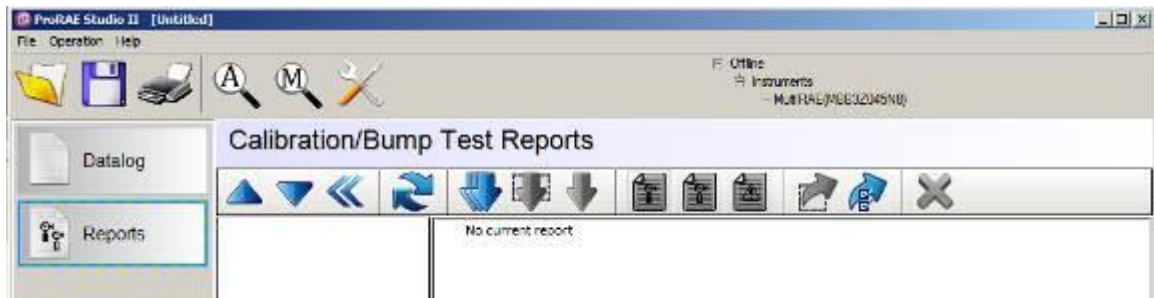 ProRAE Studio II [Untitled]
File Operation Help
A
M
Offline
Instruments
Datalog
Calibration/Bump Test Reports
Reports
No current report